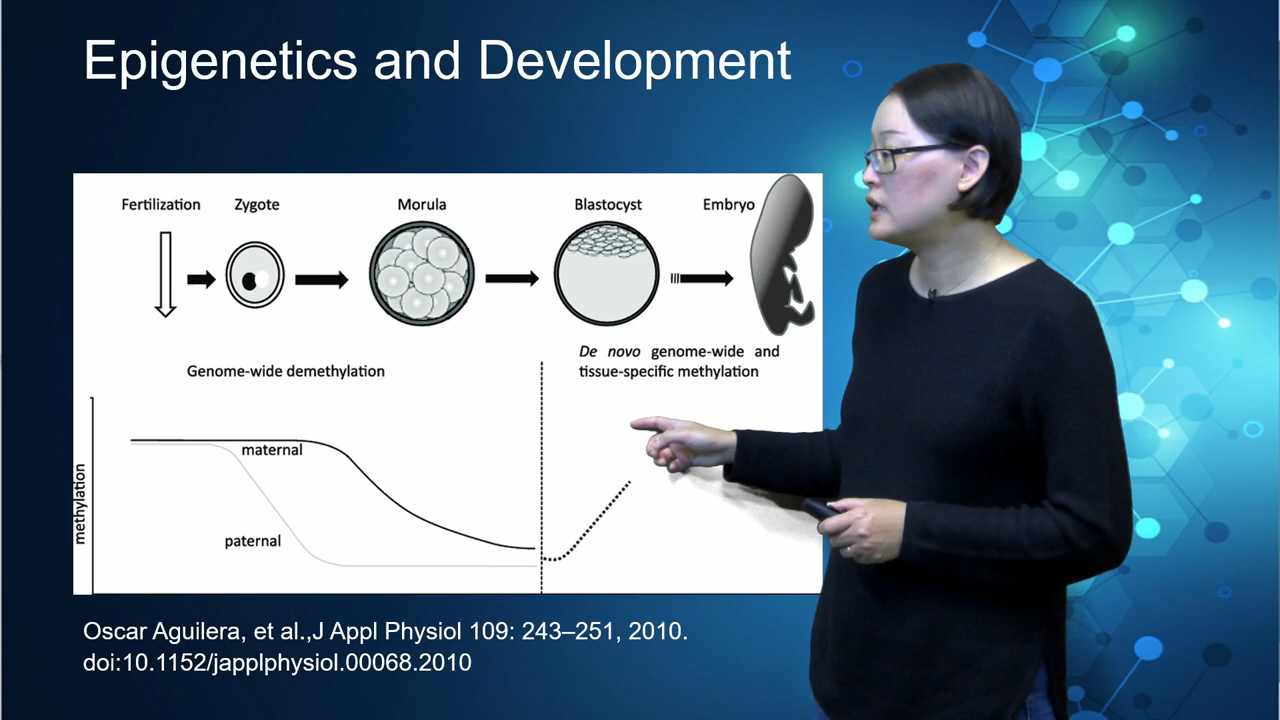 Epigenetics and Development
Fertilization
Zygote
Morula
Blastocyst
Embryo
Genome-wide demethylation
De novo genome-wide and
tissue-specific methylation
methylation
maternal
paternal
Oscar Aguilera, et al.,J Appl Physiol 109: 243–251, 2010.
doi:10.1152/japplphysiol.00068.2010